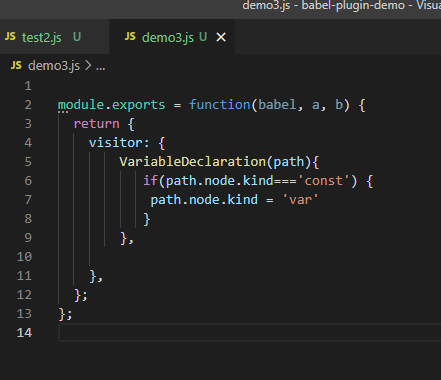 demo3.js - babel-plugin-demo - Visua
JS test2.js U JS demo3.js U ×
JS demo3.js > ...
1
2 module.exports = function(babel, a, b) {
3 return {
4 visitor: {
5 VariableDeclaration(path){
6 if(path.node.kind==='const') {
7 path.node.kind = 'var'
8 }
9 },
10
11 },
12 };
13 };
14